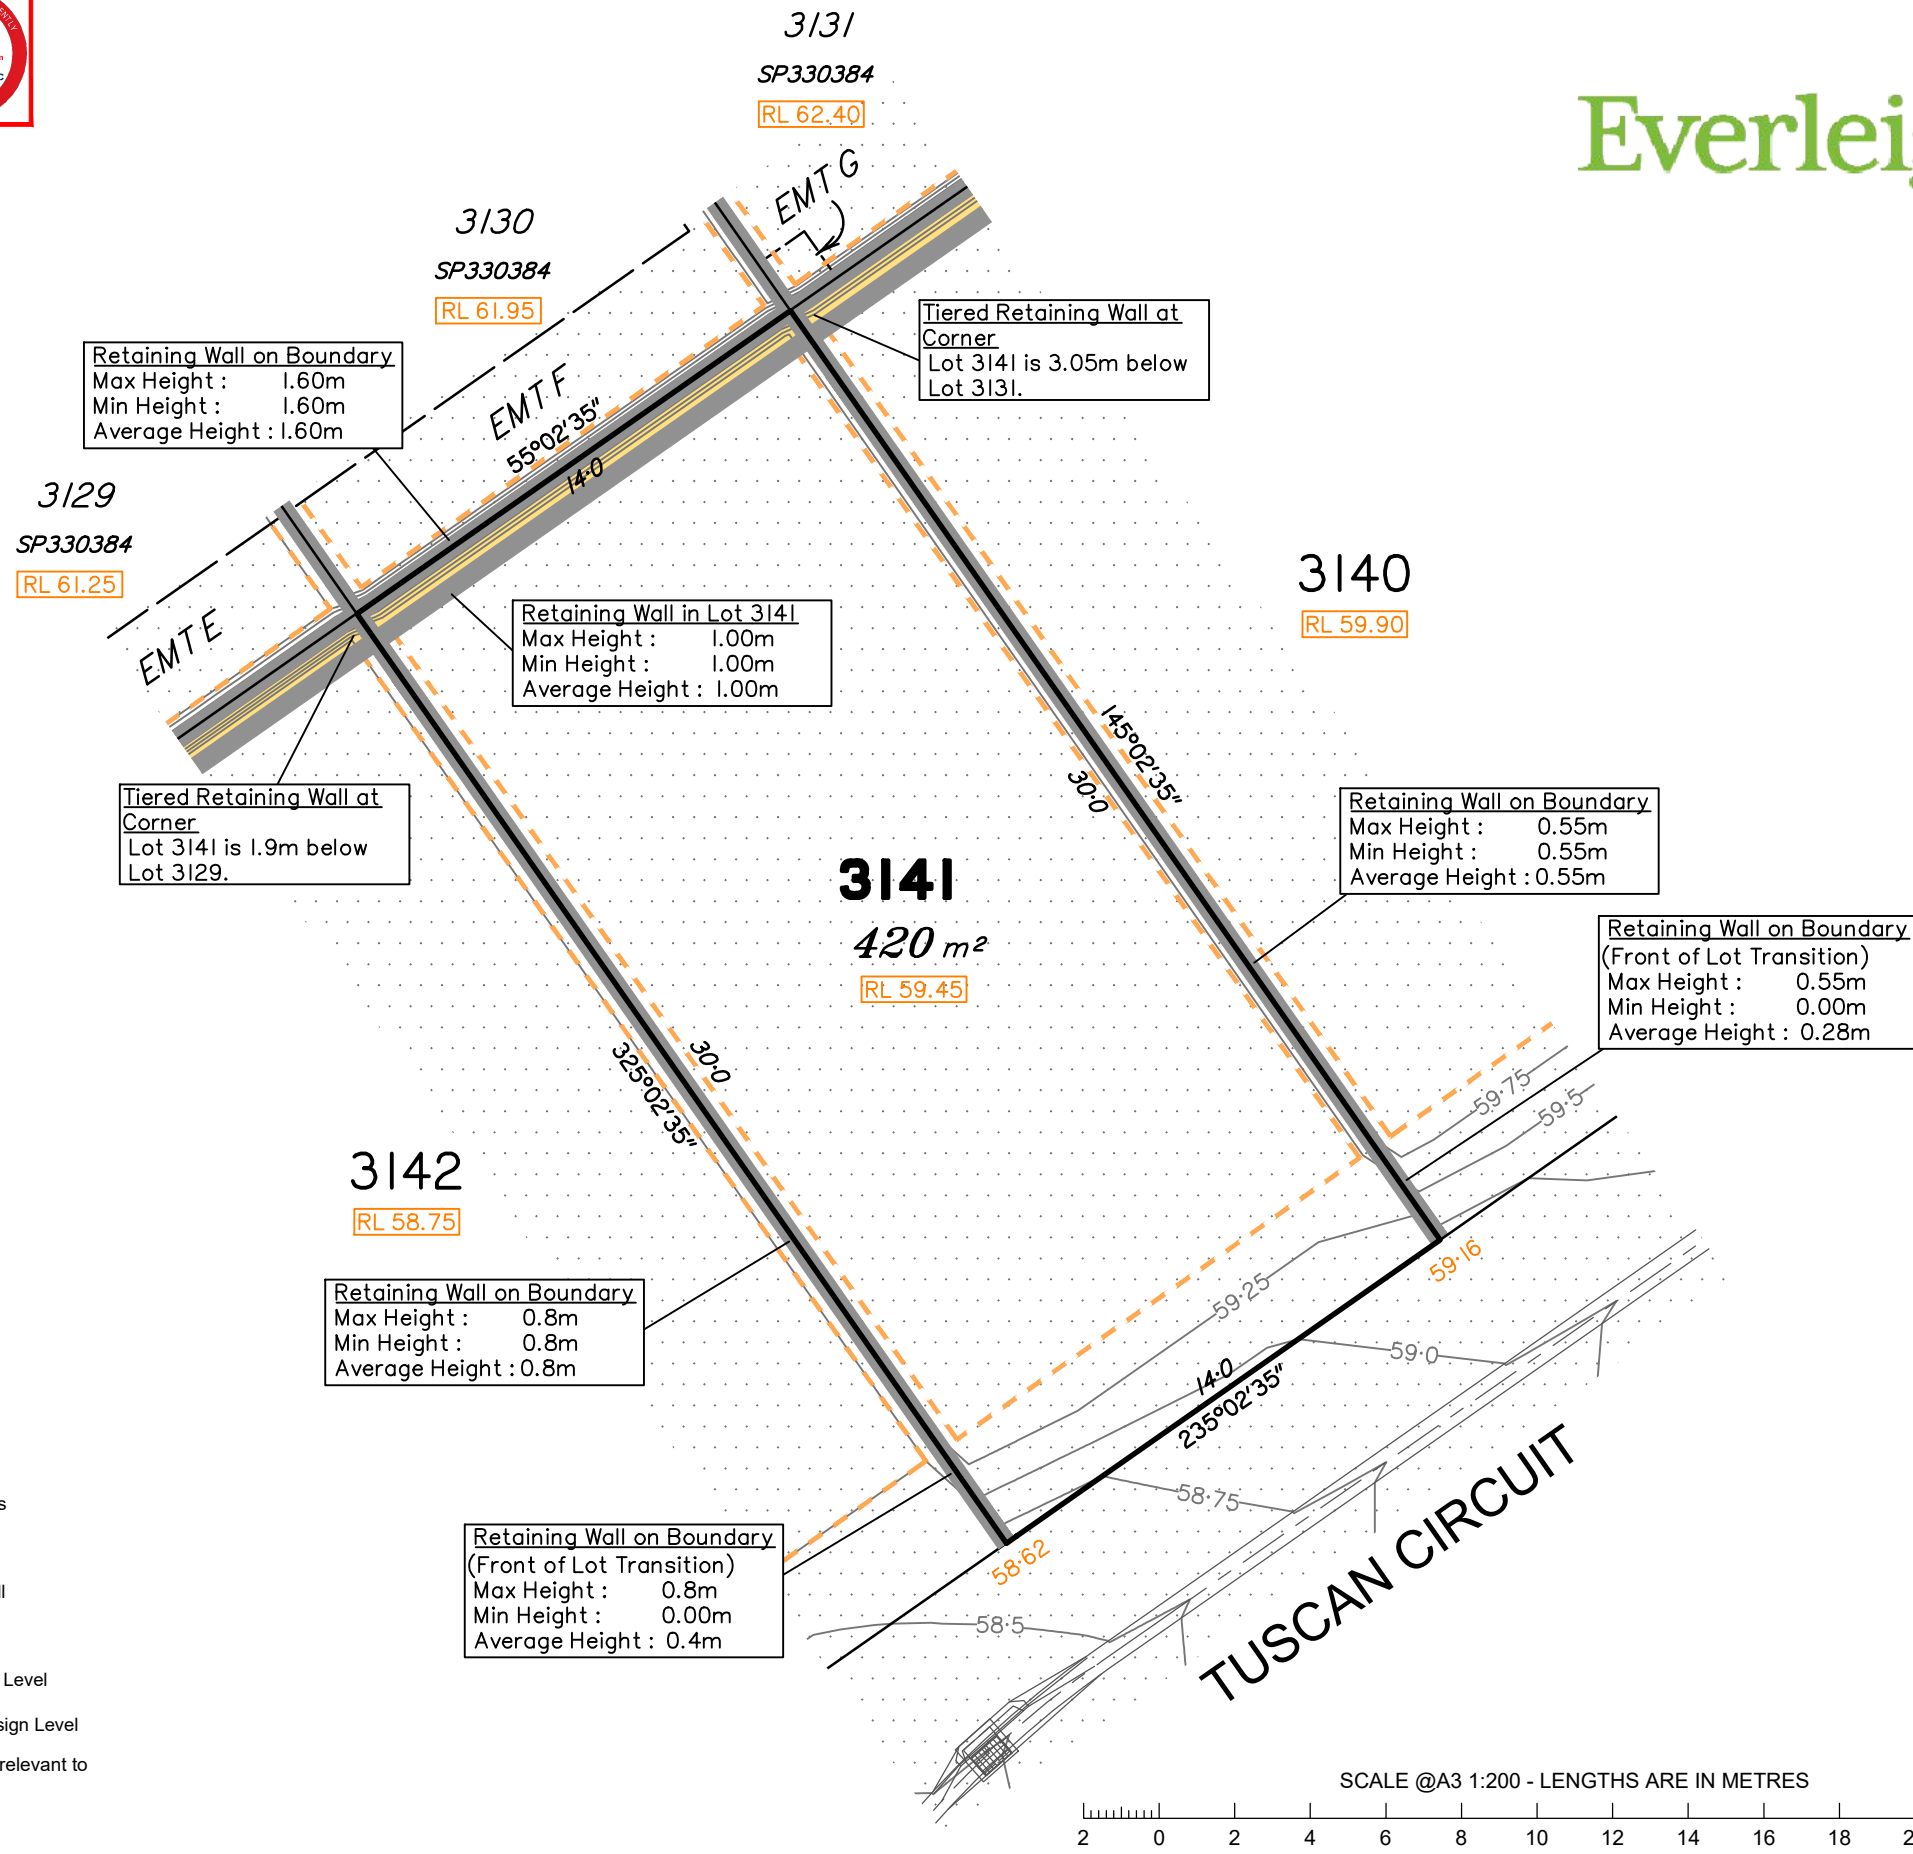 3131
SP330384
RL 62.40
Everleig
EMT G
3130
SP330384
RL 61.95
Tiered Retaining Wall at
Corner
Lot 3141 is 3.05m below
Lot 3131.
Retaining Wall on Boundary
Max Height : 1.60m
Min Height : 1.60m
Average Height : 1.60m
EMT F
55°02'35"
14·0
3129
SP330384
RL 61.25
EMT E
Retaining Wall in Lot 3141
Max Height : 1.00m
Min Height : 1.00m
Average Height : 1.00m
3140
RL 59.90
145°02'35"
30·0
Tiered Retaining Wall at
Corner
Lot 3141 is 1.9m below
Lot 3129.
Retaining Wall on Boundary
Max Height : 0.55m
Min Height : 0.55m
Average Height : 0.55m
3141
420 m²
RL 59.45
Retaining Wall on Boundary
(Front of Lot Transition)
Max Height : 0.55m
Min Height : 0.00m
Average Height : 0.28m
30·0
325°02'35"
59·75
59·5
3142
RL 58.75
59·16
59·25
Retaining Wall on Boundary
Max Height : 0.8m
Min Height : 0.8m
Average Height : 0.8m
59·0
14·0
235°02'35"
58·75
Retaining Wall on Boundary
(Front of Lot Transition)
Max Height : 0.8m
Min Height : 0.00m
Average Height : 0.4m
58·62
58·5
TUSCAN CIRCUIT
Level
sign Level
relevant to
SCALE @A3 1:200 - LENGTHS ARE IN METRES
2 0 2 4 6 8 10 12 14 16 18 2